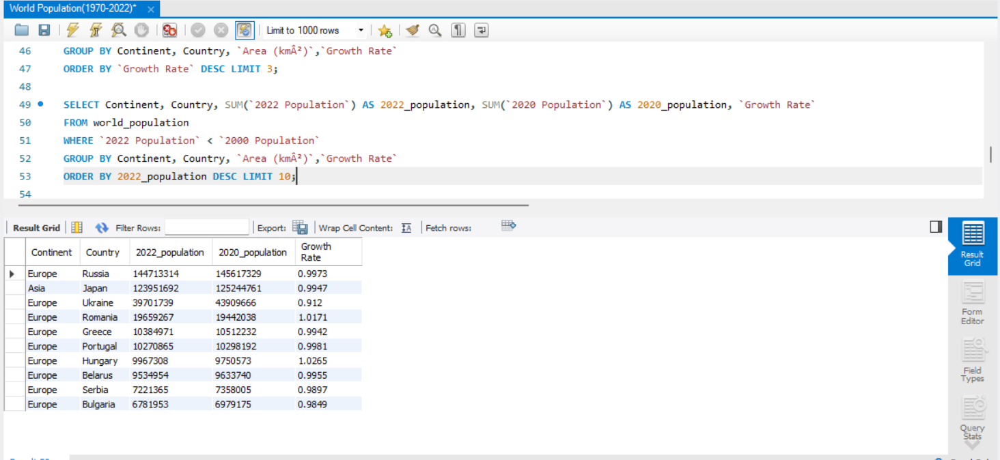 World Population(1970-2022)* ×
Limit to 1000 rows
46 GROUP BY Continent, Country, `Area (kmÂ²)`,`Growth Rate`
47 ORDER BY `Growth Rate` DESC LIMIT 3;
48
49 SELECT Continent, Country, SUM(`2022 Population`) AS 2022_population, SUM(`2020 Population`) AS 2020_population, `Growth Rate`
50 FROM world_population
51 WHERE `2022 Population` < `2000 Population`
52 GROUP BY Continent, Country, `Area (kmÂ²)`,`Growth Rate`
53 ORDER BY 2022_population DESC LIMIT 10;
54
Result Grid Filter Rows: Export: Wrap Cell Content: Fetch rows:
Continent Country 2022_population 2020_population Growth Rate
Europe Russia 144713314 145617329 0.9973
Asia Japan 123951692 125244761 0.9947
Europe Ukraine 39701739 43909666 0.912
Europe Romania 19659267 19442038 1.0171
Europe Greece 10384971 10512232 0.9942
Europe Portugal 10270865 10298192 0.9981
Europe Hungary 9967308 9750573 1.0265
Europe Belarus 9534954 9633740 0.9955
Europe Serbia 7221365 7358005 0.9897
Europe Bulgaria 6781953 6979175 0.9849
Result
Grid
Form
Editor
Field
Types
Query
Stats